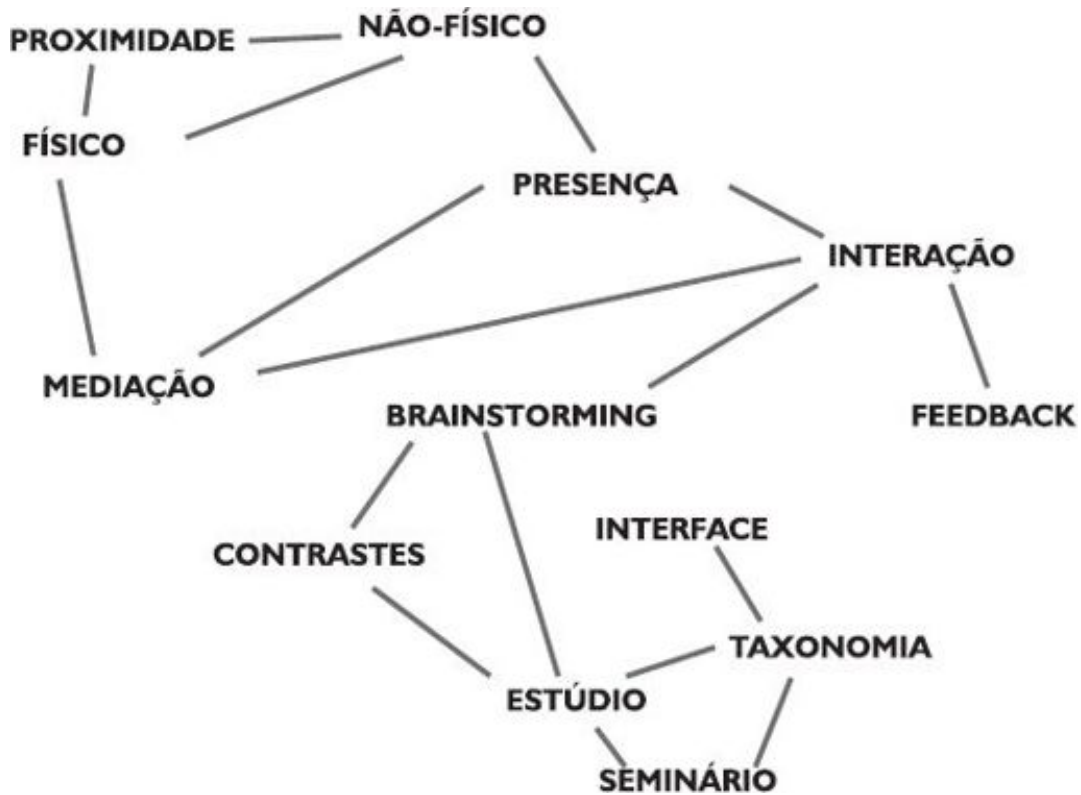 PROXIMIDADE
NÃO-FÍSICO
FÍSICO
PRESENÇA
INTERAÇÃO
MEDIAÇÃO
BRAINSTORMING
FEEDBACK
CONTRASTES
INTERFACE
TAXONOMIA
ESTÚDIO
SEMINÁRIO